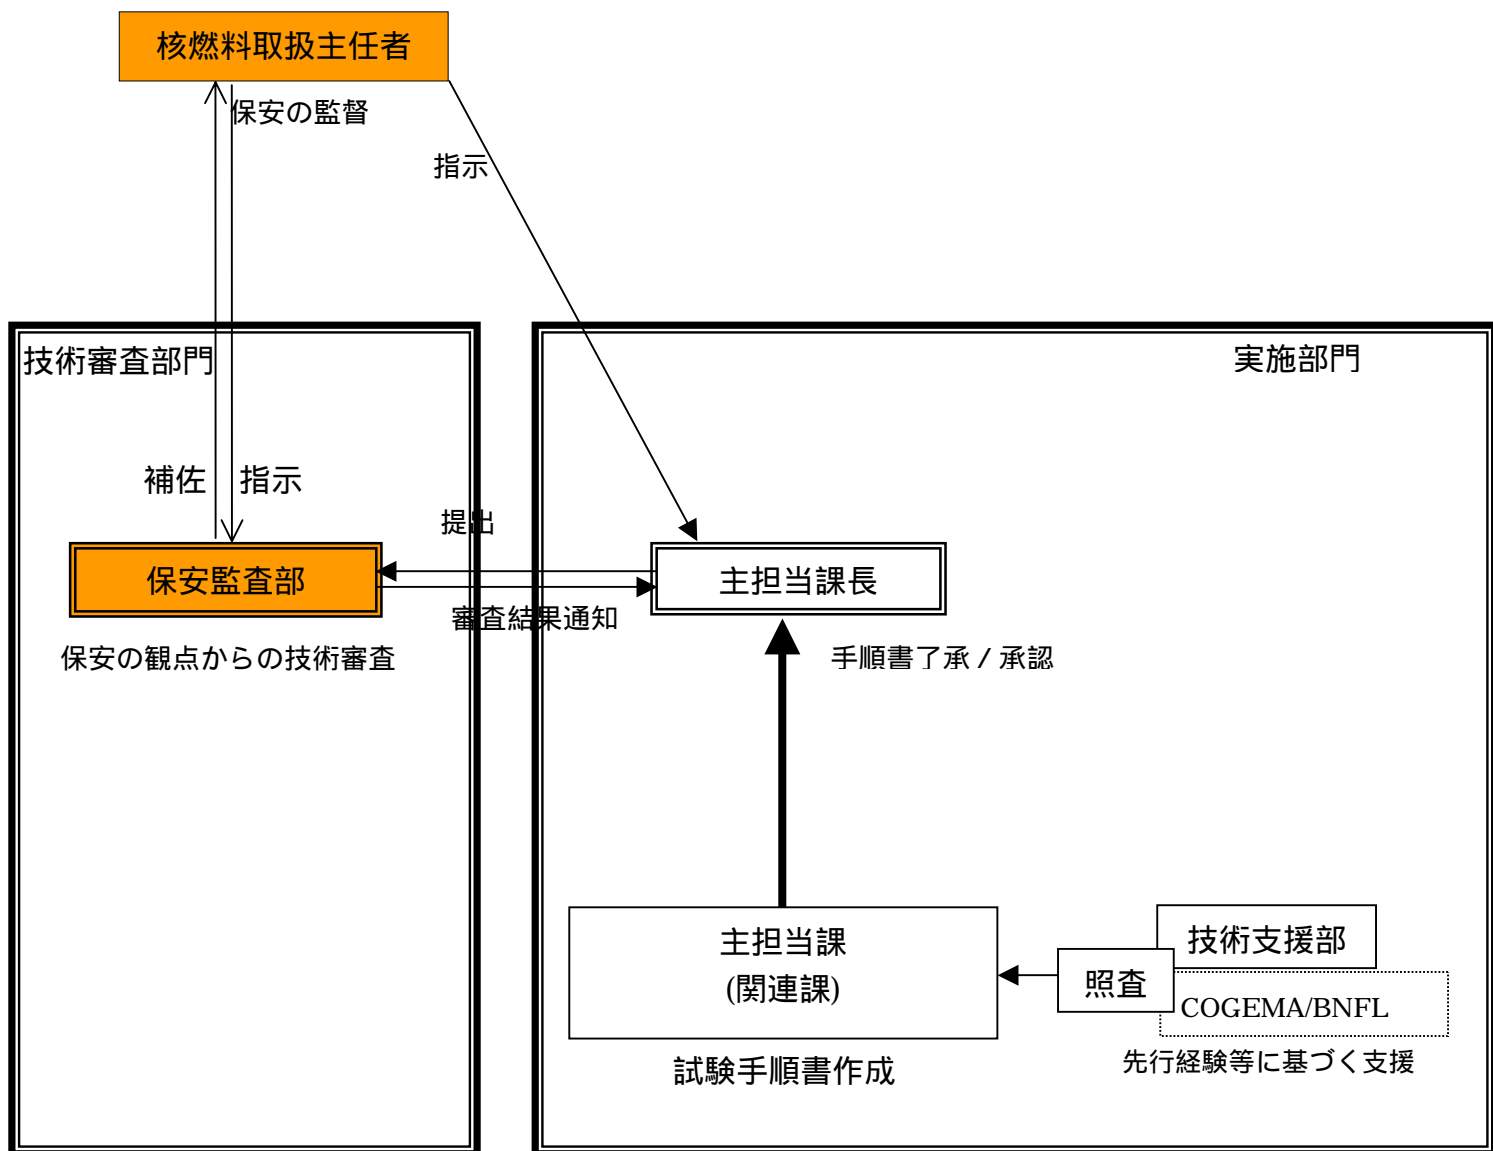 核燃料取扱主任者
保安の監督
指示
技術審査部門
実施部門
補佐
指示
提出
保安監査部
主担当課長
審査結果通知
保安の観点からの技術審査
手順書了承 / 承認
主担当課
(関連課)
技術支援部
照査
COGEMA/BNFL
試験手順書作成
先行経験等に基づく支援